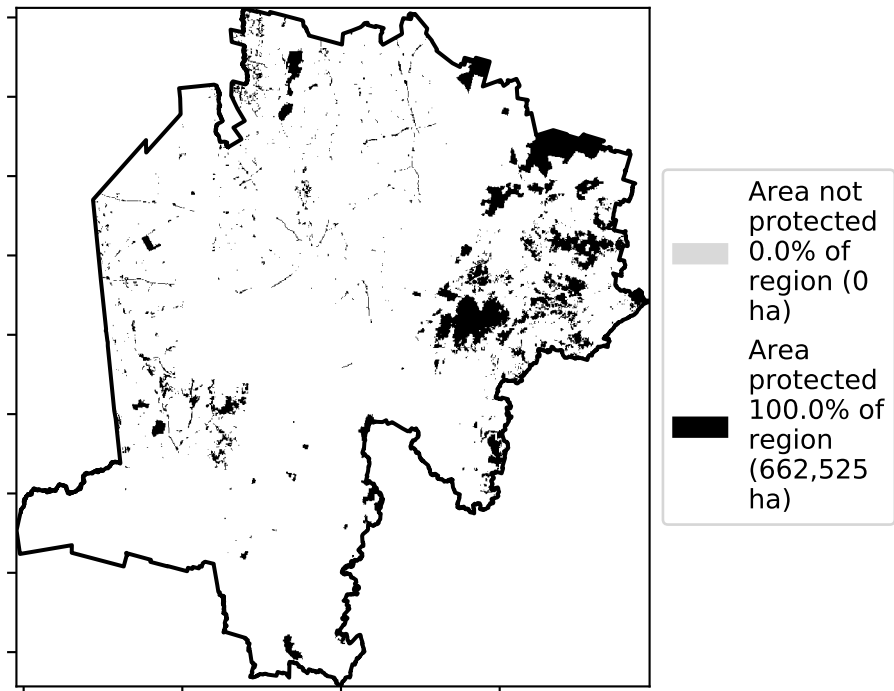 Area not
protected
0.0% of
region (0
ha)
Area
protected
100.0% of
region
(662,525
ha)